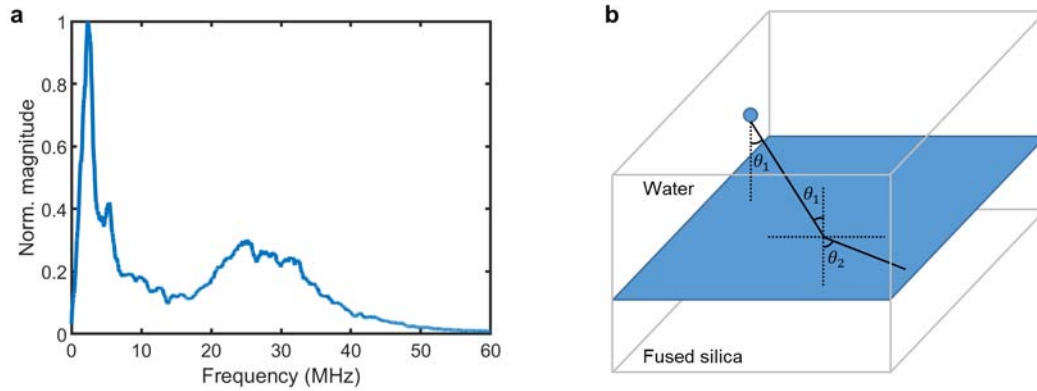 a
1
0.8
0.6
0.4
0.2
0
0 10 20 30 40 50 60
Norm. magnitude
Frequency (MHz)
b
θ₁
Water
θ₁
θ₂
Fused silica